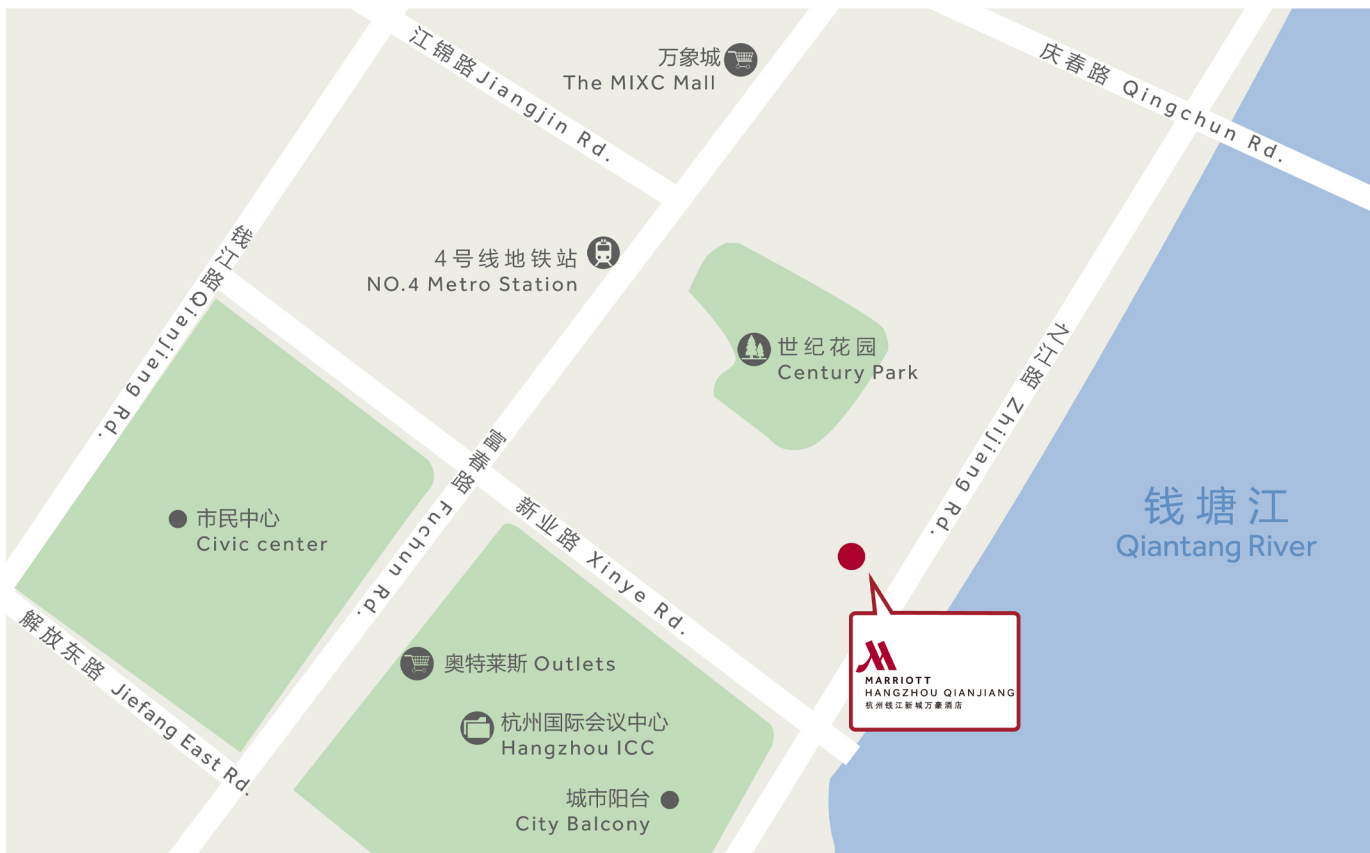 江锦路 Jiangjin Rd.
万象城
The MIXC Mall
庆春路 Qingchun Rd.
钱江路 Qianjiang Rd.
4号线地铁站
NO.4 Metro Station
世纪花园
Century Park
之江路 Zhijiang Rd.
富春路 Fuchun Rd.
新业路 Xinye Rd.
钱塘江
Qiantang River
市民中心
Civic center
解放东路 Jiefang East Rd.
奥特莱斯 Outlets
杭州国际会议中心
Hangzhou ICC
城市阳台
City Balcony
MARRIOTT
HANGZHOU QIANJIANG
杭州钱江新城万豪酒店